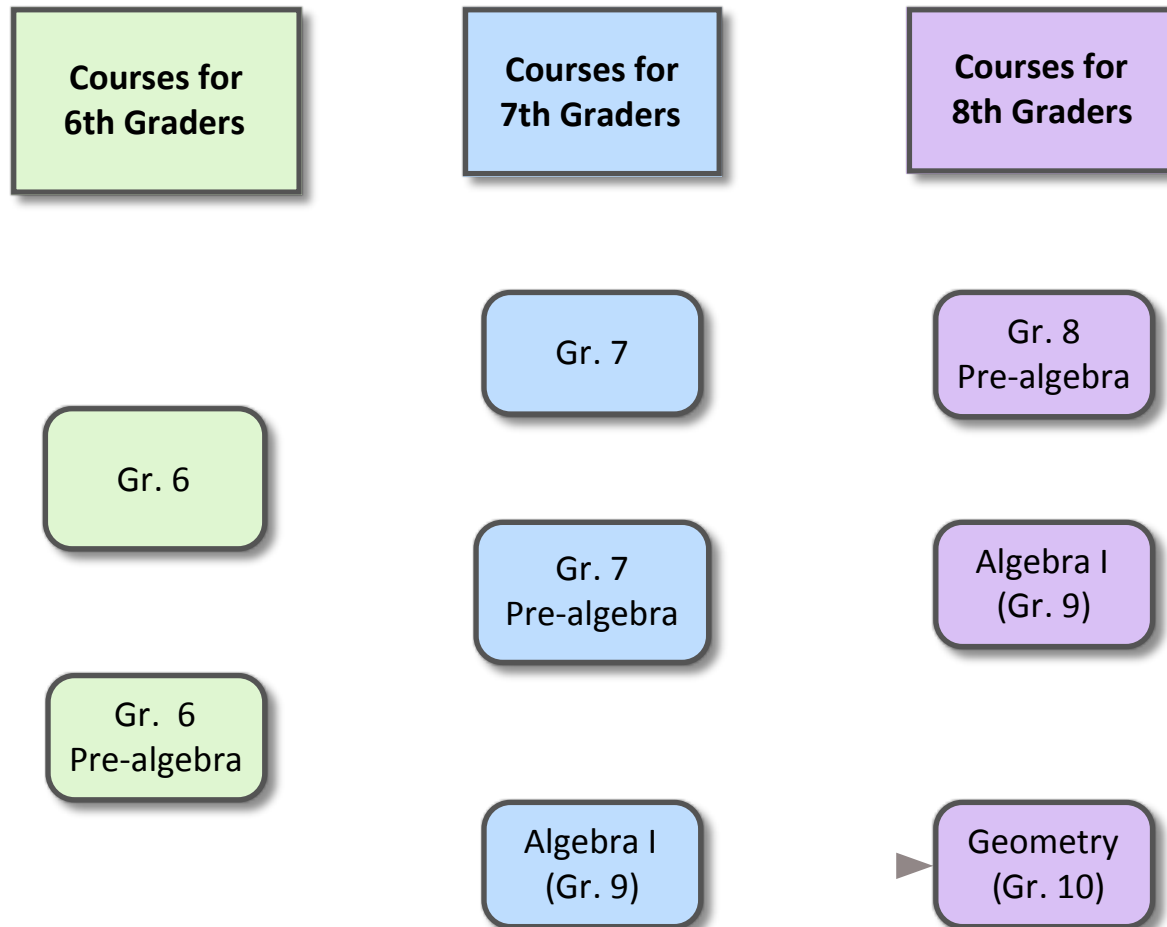 Courses for
6th Graders
Courses for
7th Graders
Courses for
8th Graders
Gr. 6
Gr. 6
Pre-algebra
Gr. 7
Gr. 7
Pre-algebra
Algebra I
(Gr. 9)
Gr. 8
Pre-algebra
Algebra I
(Gr. 9)
Geometry
(Gr. 10)